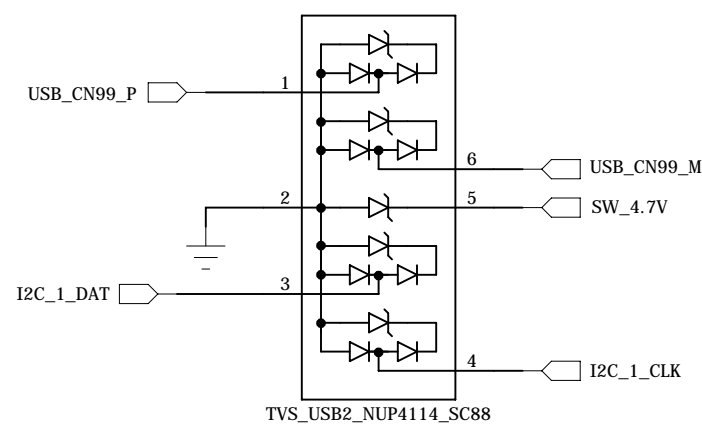 USB_CN99_P
1
6
USB_CN99_M
2
5
SW_4.7V
I2C_1_DAT
3
4
I2C_1_CLK
TVS_USB2_NUP4114_SC88